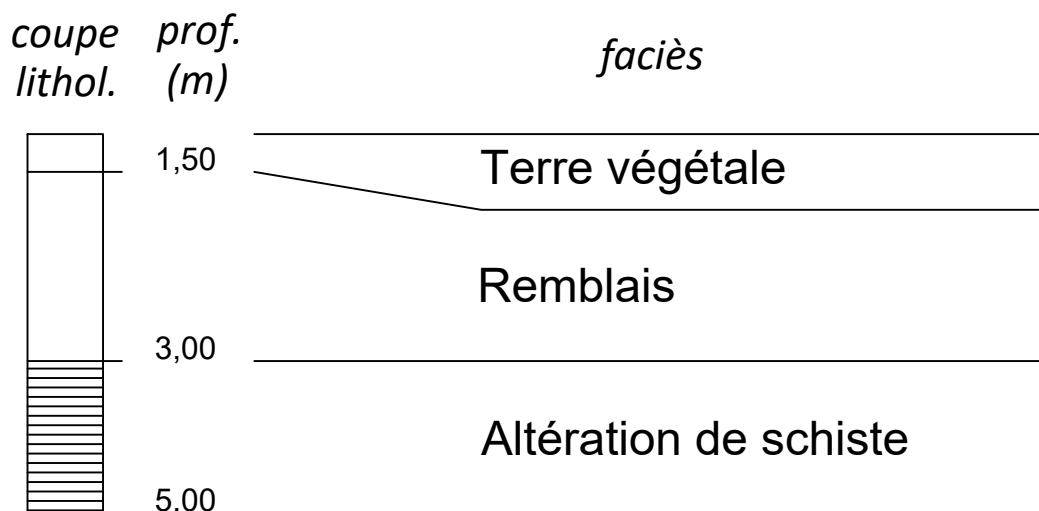 coupe prof.
lithol. (m)
faciès
1,50 Terre végétale
Remblais
3,00
Altération de schiste
5,00